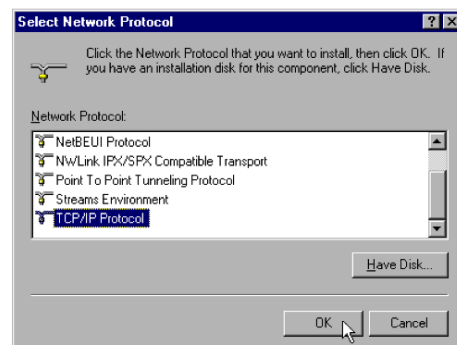 Select Network Protocol
Click the Network Protocol that you want to install, then click OK. If
you have an installation disk for this component, click Have Disk.
Network Protocol:
NetBEUI Protocol
NWLink IPX/SPX Compatible Transport
Point To Point Tunneling Protocol
Streams Environment
TCP/IP Protocol
Have Disk...
OK
Cancel